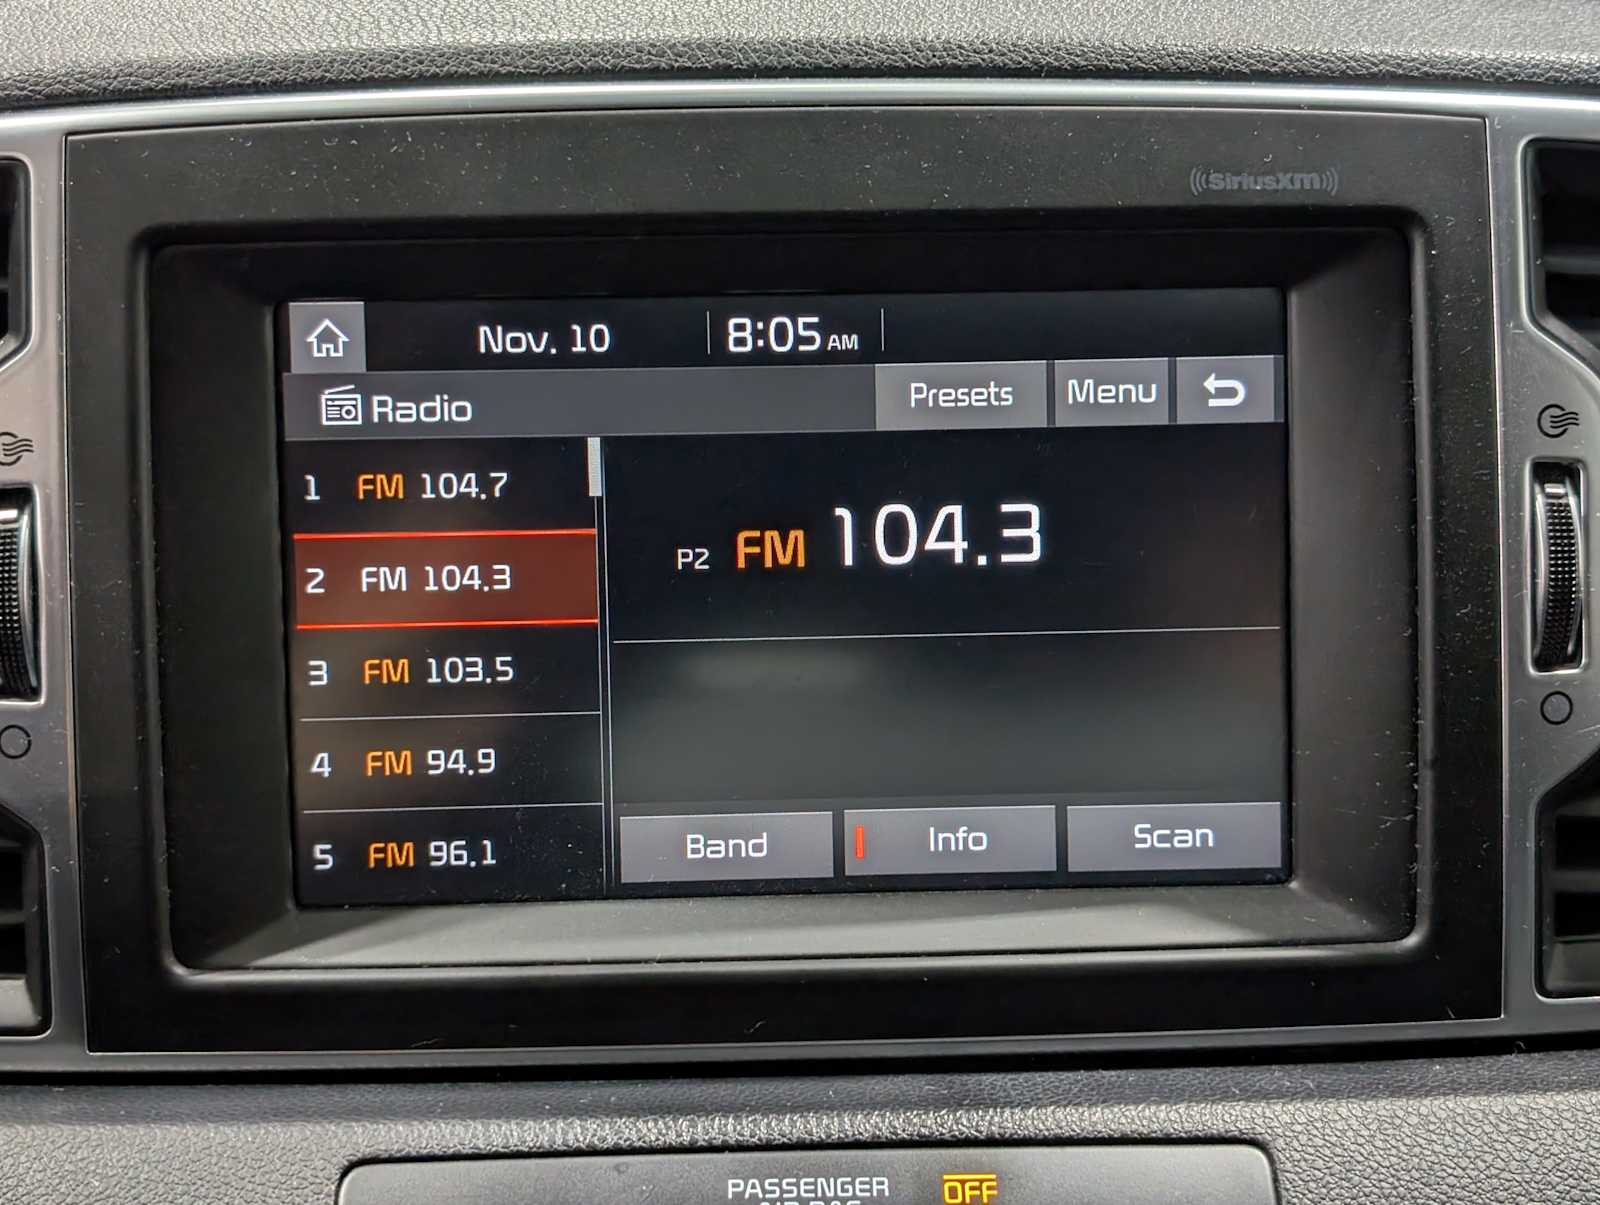 ((SiriusXM))
Nov. 10 8:05 AM
Radio Presets Menu
1 FM 104.7
2 FM 104.3
3 FM 103.5
4 FM 94.9
5 FM 96.1
P2 FM 104.3
Band Info Scan
PASSENGER OFF